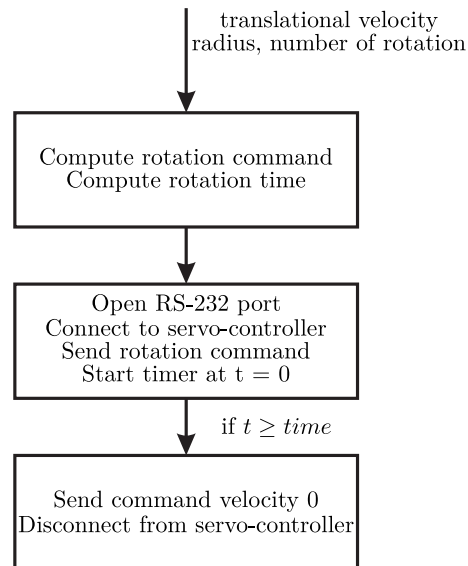 translational velocity
radius, number of rotation
Compute rotation command
Compute rotation time
Open RS-232 port
Connect to servo-controller
Send rotation command
Start timer at t = 0
if t ≥ time
Send command velocity 0
Disconnect from servo-controller